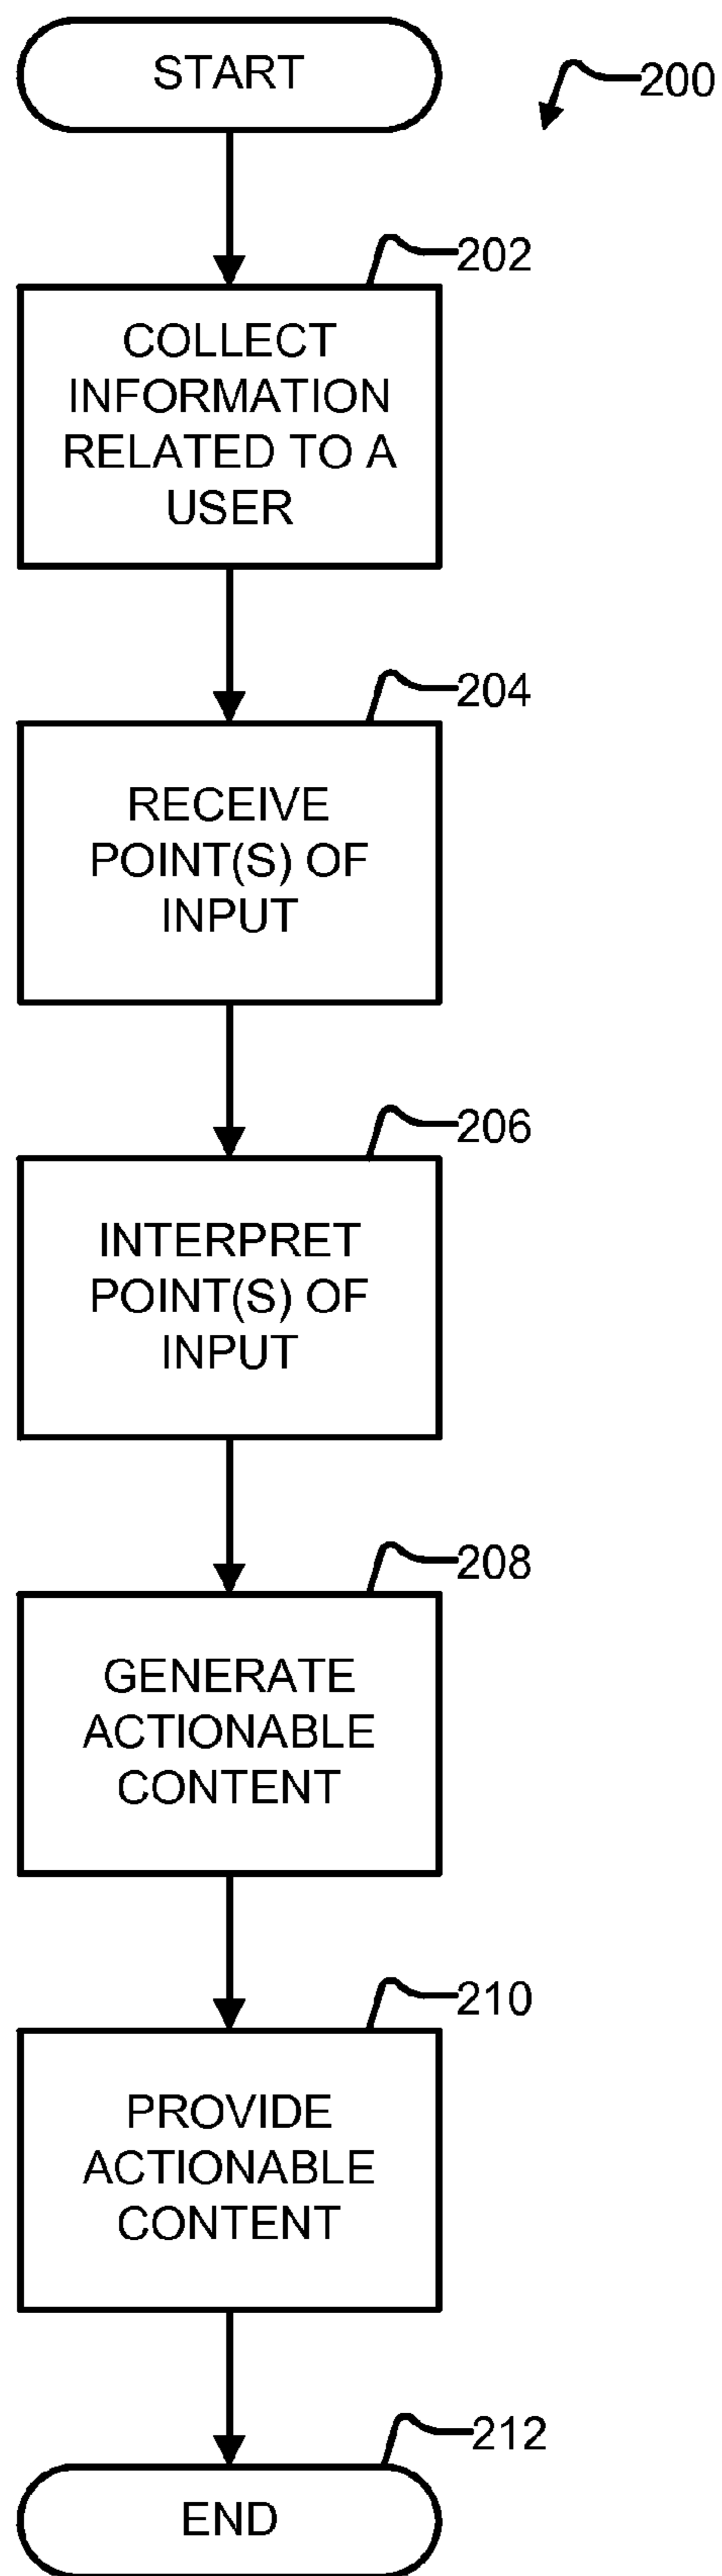 START
200
202
COLLECT
INFORMATION
RELATED TO A
USER
204
RECEIVE
POINT(S) OF
INPUT
206
INTERPRET
POINT(S) OF
INPUT
208
GENERATE
ACTIONABLE
CONTENT
210
PROVIDE
ACTIONABLE
CONTENT
212
END